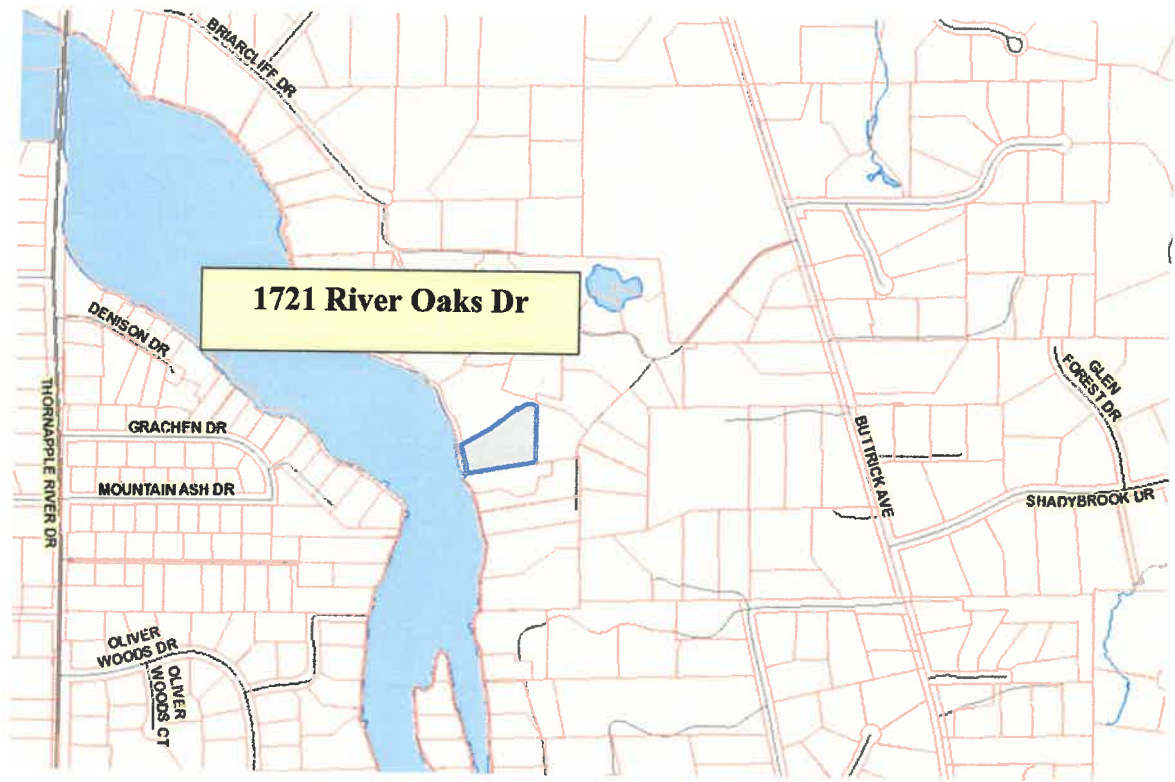 BRIARCLIFF DR
1721 River Oaks Dr
DENISON DR
THORNAPPLE RIVER DR
GRACHEN DR
MOUNTAIN ASH DR
BUTTRICK AVE
GLEN
FOREST DR
SHADYBROOK DR
OLIVER
WOODS DR
OLIVER
WOODS CT